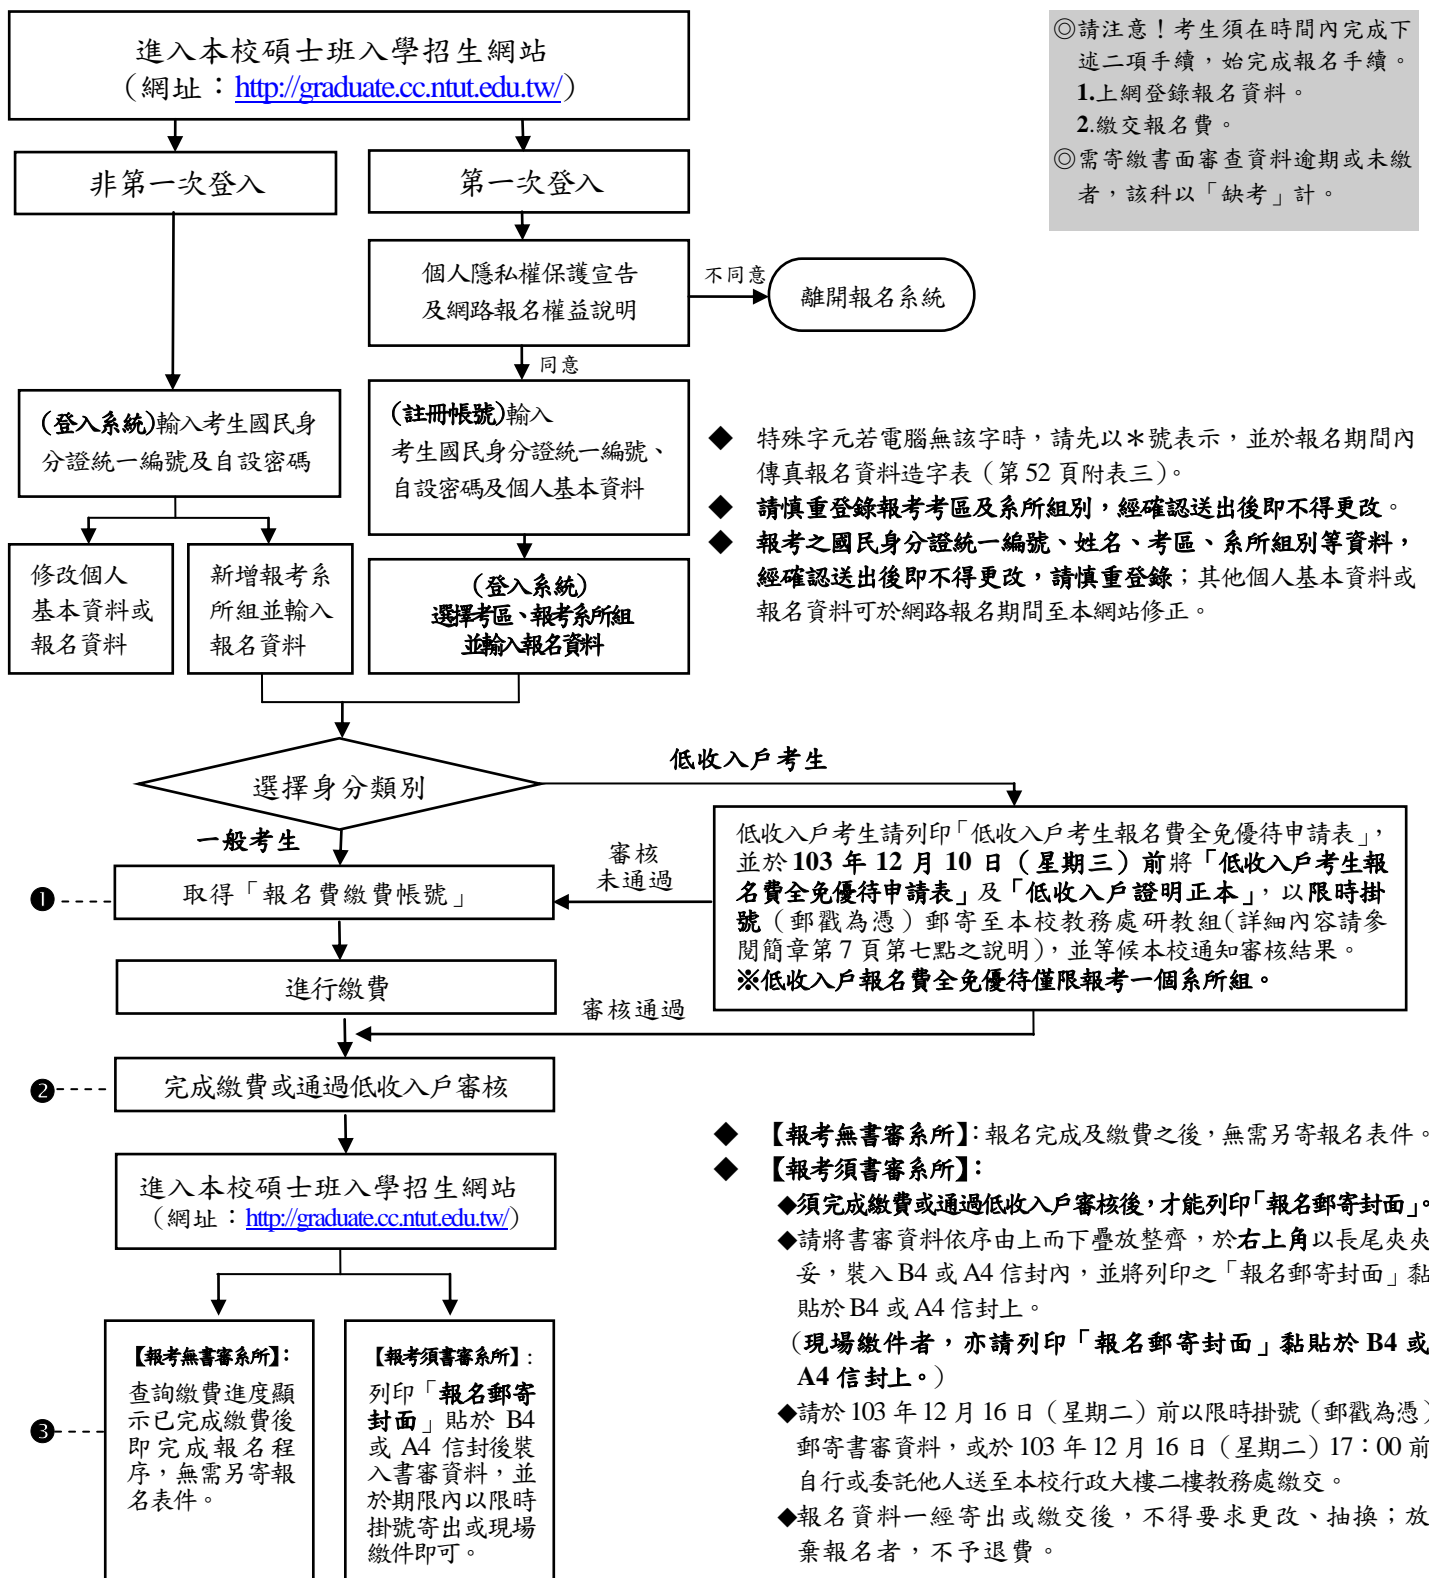 進入本校碩士班入學招生網站
（網址：http://graduate.cc.ntut.edu.tw/）
◎請注意！考生須在時間內完成下
述二項手續，始完成報名手續。
1.上網登錄報名資料。
2.繳交報名費。
◎需寄繳書面審查資料逾期或未繳
者，該科以「缺考」計。
非第一次登入
第一次登入
個人隱私權保護宣告
及網路報名權益說明
不同意
離開報名系統
同意
(登入系統)輸入考生國民身
分證統一編號及自設密碼
(註冊帳號)輸入
考生國民身分證統一編號、
自設密碼及個人基本資料
◆ 特殊字元若電腦無該字時，請先以＊號表示，並於報名期間內
傳真報名資料造字表（第 52 頁附表三）。
◆ 請慎重登錄報考考區及系所組別，經確認送出後即不得更改。
◆ 報考之國民身分證統一編號、姓名、考區、系所組別等資料，
經確認送出後即不得更改，請慎重登錄；其他個人基本資料或
報名資料可於網路報名期間至本網站修正。
修改個人
基本資料或
報名資料
新增報考系
所組並輸入
報名資料
(登入系統)
選擇考區、報考系所組
並輸入報名資料
選擇身分類別
低收入戶考生
一般考生
低收入戶考生請列印「低收入戶考生報名費全免優待申請表」，
並於 103 年 12 月 10 日（星期三）前將「低收入戶考生報
名費全免優待申請表」及「低收入戶證明正本」，以限時掛
號（郵戳為憑）郵寄至本校教務處研教組(詳細內容請參
閱簡章第 7 頁第七點之說明)，並等候本校通知審核結果。
※低收入戶報名費全免優待僅限報考一個系所組。
審核
未通過
❶
取得「報名費繳費帳號」
進行繳費
審核通過
❷
完成繳費或通過低收入戶審核
進入本校碩士班入學招生網站
（網址：http://graduate.cc.ntut.edu.tw/）
◆ 【報考無書審系所】：報名完成及繳費之後，無需另寄報名表件。
◆ 【報考須書審系所】：
◆須完成繳費或通過低收入戶審核後，才能列印「報名郵寄封面」。
◆請將書審資料依序由上而下疊放整齊，於右上角以長尾夾夾
妥，裝入 B4 或 A4 信封內，並將列印之「報名郵寄封面」黏
貼於 B4 或 A4 信封上。
（現場繳件者，亦請列印「報名郵寄封面」黏貼於 B4 或
A4 信封上。）
◆請於 103 年 12 月 16 日（星期二）前以限時掛號（郵戳為憑）
郵寄書審資料，或於 103 年 12 月 16 日（星期二）17：00 前
自行或委託他人送至本校行政大樓二樓教務處繳交。
◆報名資料一經寄出或繳交後，不得要求更改、抽換；放
棄報名者，不予退費。
❸
【報考無書審系所】：
查詢繳費進度顯
示已完成繳費後
即完成報名程
序，無需另寄報
名表件。
【報考須書審系所】：
列印「報名郵寄
封面」貼於 B4
或 A4 信封後裝
入書審資料，並
於期限內以限時
掛號寄出或現場
繳件即可。